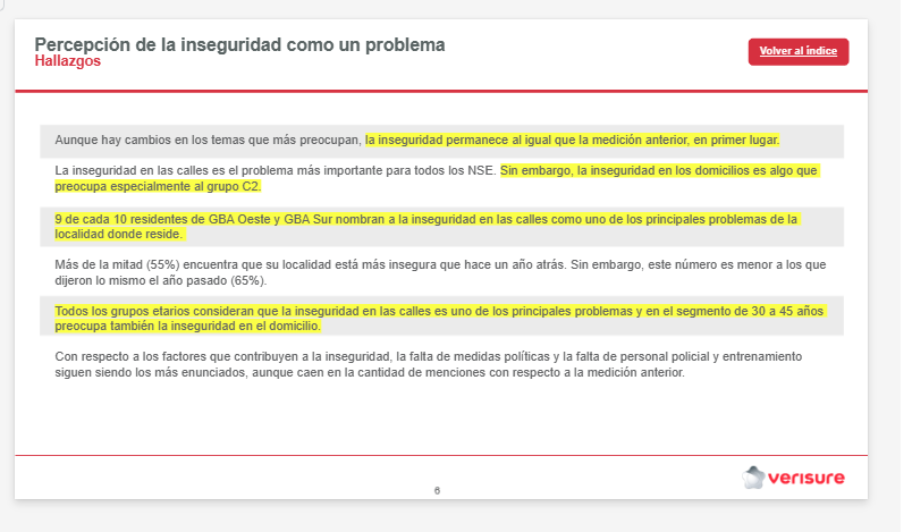 Percepción de la inseguridad como un problema
Hallazgos
Volver al índice
Aunque hay cambios en los temas que más preocupan, la inseguridad permanece al igual que la medición anterior, en primer lugar.
La inseguridad en las calles es el problema más importante para todos los NSE. Sin embargo, la inseguridad en los domicilios es algo que
preocupa especialmente al grupo C2.
9 de cada 10 residentes de GBA Oeste y GBA Sur nombran a la inseguridad en las calles como uno de los principales problemas de la
localidad donde reside.
Más de la mitad (55%) encuentra que su localidad está más insegura que hace un año atrás. Sin embargo, este número es menor a los que
dijeron lo mismo el año pasado (65%).
Todos los grupos etarios consideran que la inseguridad en las calles es uno de los principales problemas y en el segmento de 30 a 45 años
preocupa también la inseguridad en el domicilio.
Con respecto a los factores que contribuyen a la inseguridad, la falta de medidas políticas y la falta de personal policial y entrenamiento
siguen siendo los más enunciados, aunque caen en la cantidad de menciones con respecto a la medición anterior.
6
verisure